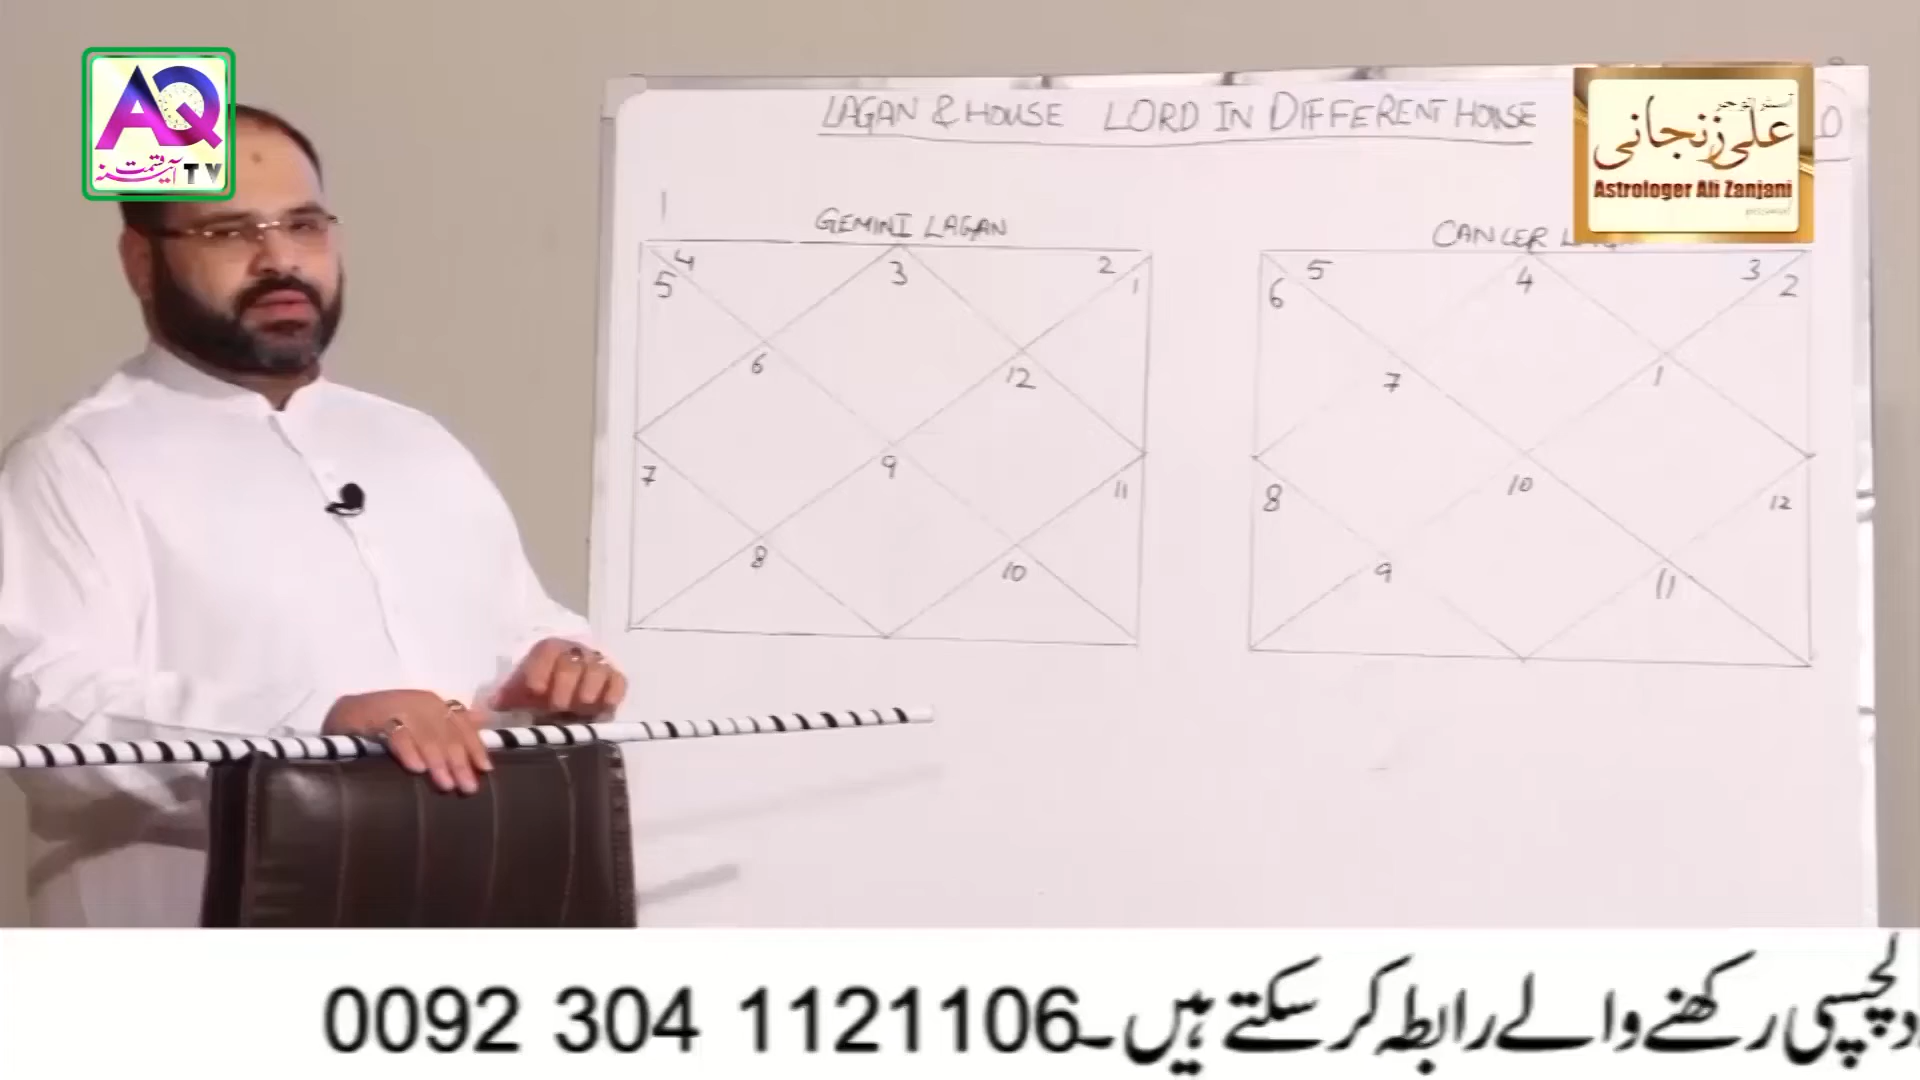 AQ
آئینہ قسمت TV
LAGAN & HOUSE LORD IN DIFFERENT HOUSE
علی زنجانی
Astrologer Ali Zanjani
1
GEMINI LAGAN
4 3 2
5 1
6 12
7 9 11
8 10
CANCER
5 4 3
6 2
7 1
8 10 12
9 11
دلچسپی رکھنے والے رابطہ کر سکتے ہیں۔ 0092 304 1121106